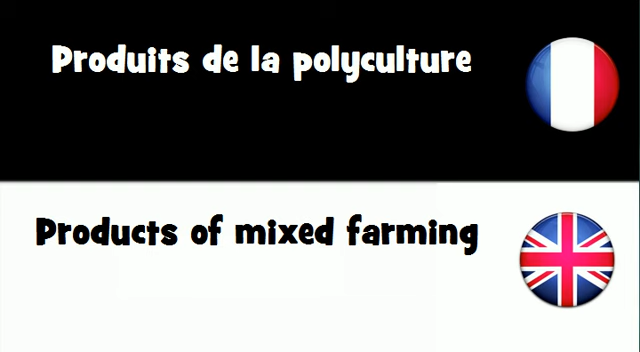 Produits de la polyculture
Products of mixed farming